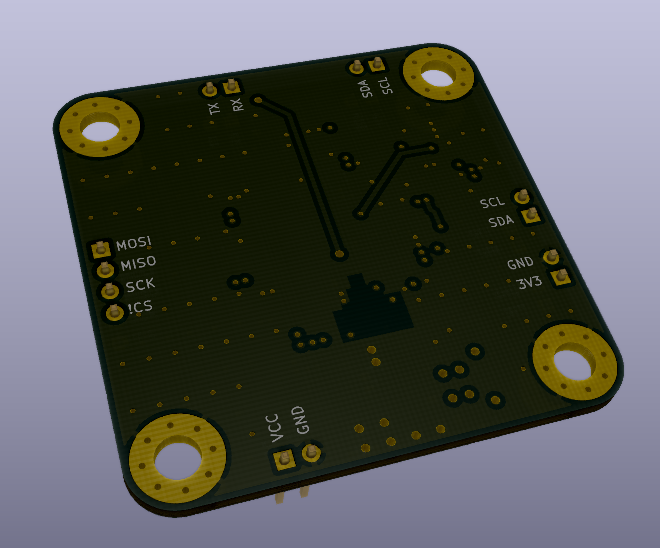 TX
RX
SDA
SCL
MOSI
MISO
SCK
!CS
SCL
SDA
GND
3V3
VCC
GND